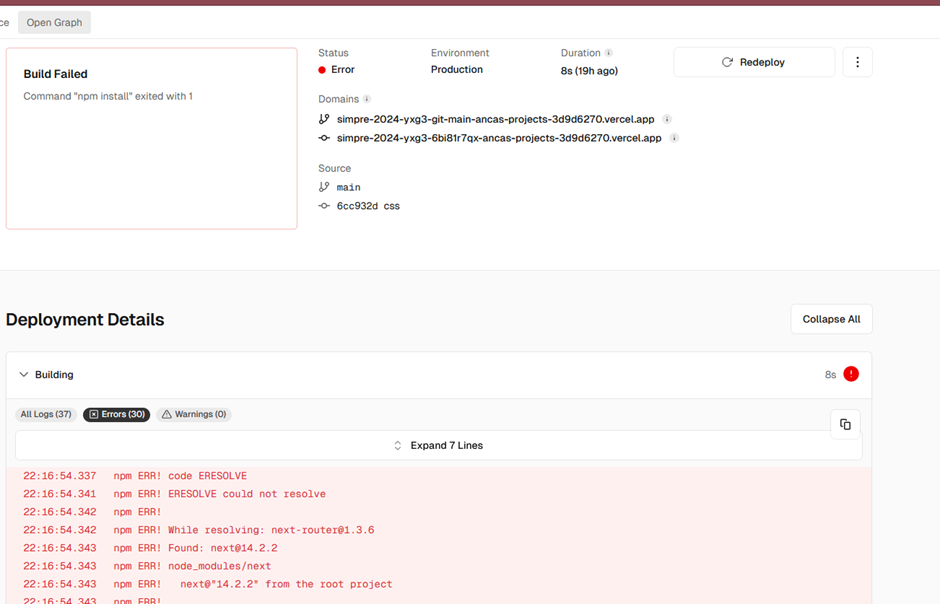 ce Open Graph
Build Failed
Command "npm install" exited with 1
Status Environment Duration
Error Production 8s (19h ago)
Redeploy
Domains
simpre-2024-yxg3-git-main-ancas-projects-3d9d6270.vercel.app
simpre-2024-yxg3-6bi81r7qx-ancas-projects-3d9d6270.vercel.app
Source
main
6cc932d css
Deployment Details
Collapse All
Building 8s
All Logs (37) Errors (30) Warnings (0)
Expand 7 Lines
22:16:54.337 npm ERR! code ERESOLVE
22:16:54.341 npm ERR! ERESOLVE could not resolve
22:16:54.342 npm ERR!
22:16:54.342 npm ERR! While resolving: next-router@1.3.6
22:16:54.343 npm ERR! Found: next@14.2.2
22:16:54.343 npm ERR! node_modules/next
22:16:54.343 npm ERR! next@"14.2.2" from the root project
22:16:54.343 npm ERR!